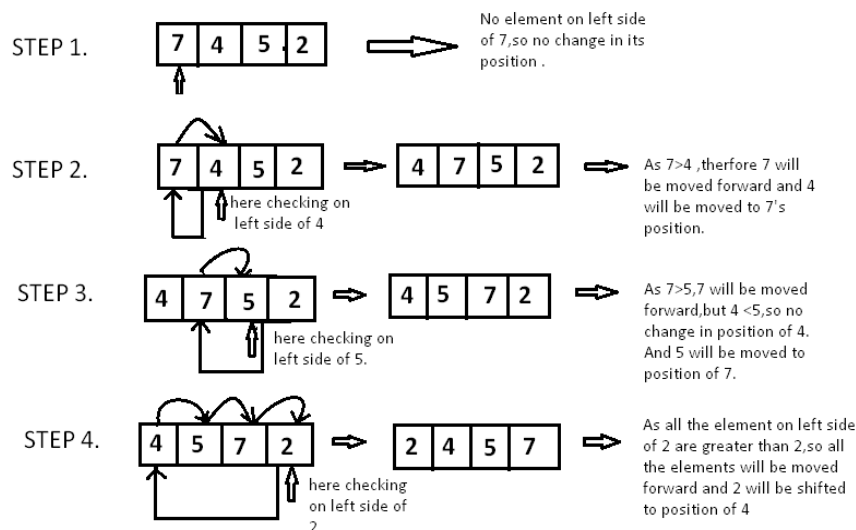 STEP 1.
7 4 5 2
No element on left side
of 7,so no change in its
position .
STEP 2.
7 4 5 2
here checking on
left side of 4
4 7 5 2
As 7>4 ,therfore 7 will
be moved forward and 4
will be moved to 7's
position.
STEP 3.
4 7 5 2
here checking on
left side of 5.
4 5 7 2
As 7>5,7 will be moved
forward,but 4 <5,so no
change in position of 4.
And 5 will be moved to
position of 7.
STEP 4.
4 5 7 2
here checking
on left side of
2
2 4 5 7
As all the element on left side
of 2 are greater than 2,so all
the elements will be moved
forward and 2 will be shifted
to position of 4